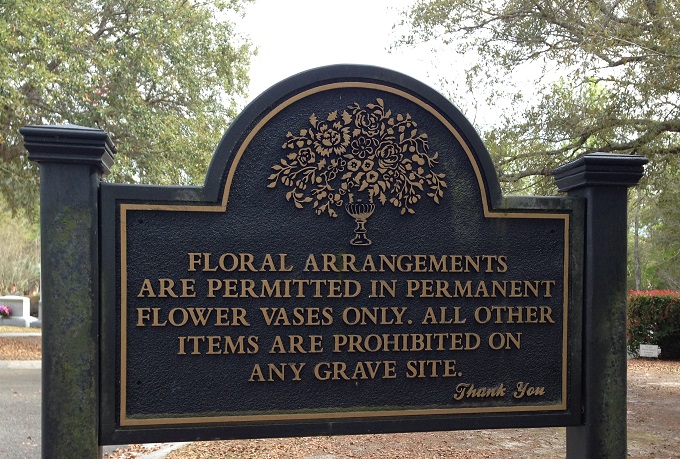 FLORAL ARRANGEMENTS
ARE PERMITTED IN PERMANENT
FLOWER VASES ONLY. ALL OTHER
ITEMS ARE PROHIBITED ON
ANY GRAVE SITE.
Thank You